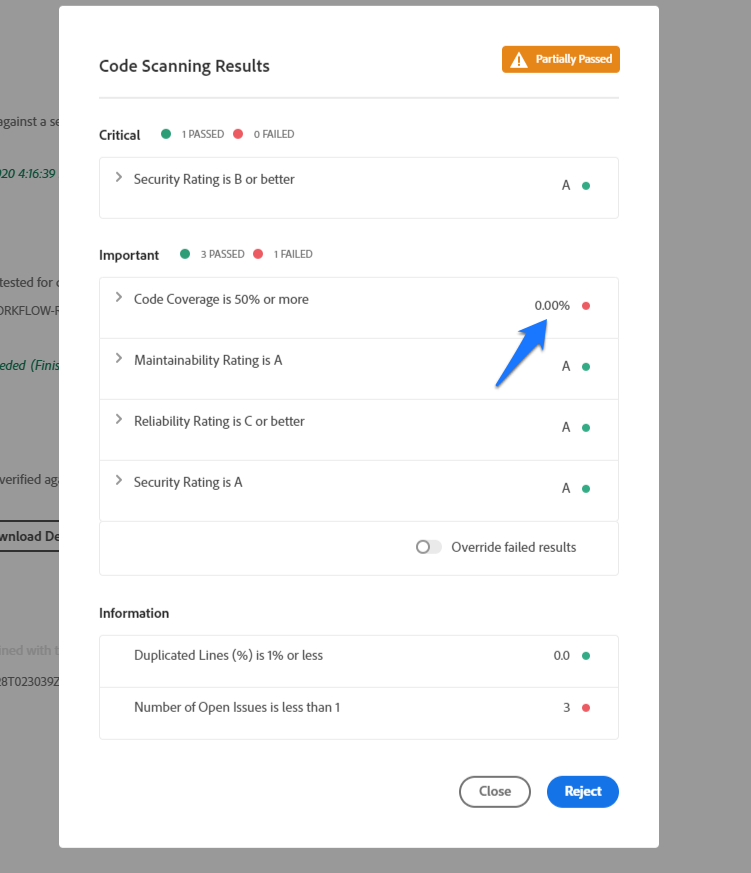 Code Scanning Results
Partially Passed
against a se
Critical 1 PASSED 0 FAILED
020 4:16:39
Security Rating is B or better A
Important 3 PASSED 1 FAILED
tested for
Code Coverage is 50% or more 0.00%
ORKFLOW-
Maintainability Rating is A A
eded (Finis
Reliability Rating is C or better A
verified aga
Security Rating is A A
wnload De
Override failed results
Information
ined with t
Duplicated Lines (%) is 1% or less 0.0
28T023039Z
Number of Open Issues is less than 1 3
Close Reject